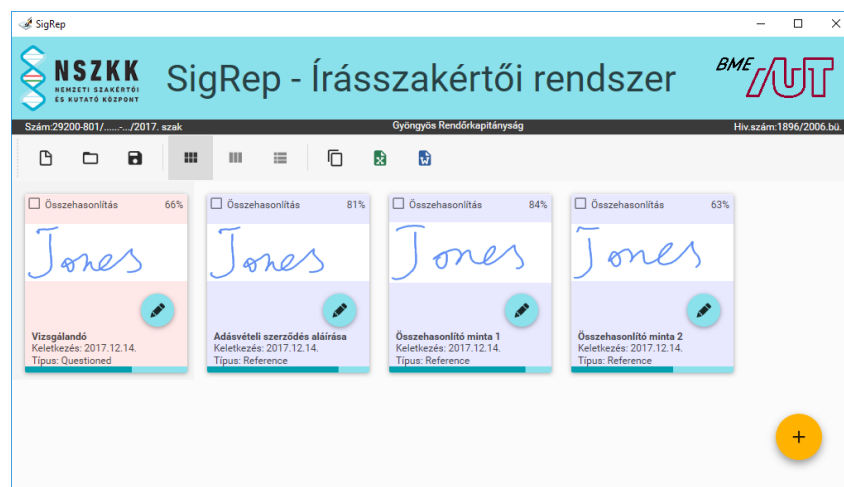 SigRep
NSZKK
NEMZETI SZAKÉRTŐI
ÉS KUTATÓ KÖZPONT
SigRep - Írásszakértői rendszer
BME/AUT
Szám:29200-801/......-.../2017. szak
Gyöngyös Rendőrkapitányság
Hiv.szám:1896/2006.bü.
Összehasonlítás 66%
Jones
Vizsgálandó
Keletkezés: 2017.12.14.
Típus: Questioned
Összehasonlítás 81%
Jones
Adásvételi szerződés aláírása
Keletkezés: 2017.12.14.
Típus: Reference
Összehasonlítás 84%
Jones
Összehasonlító minta 1
Keletkezés: 2017.12.14.
Típus: Reference
Összehasonlítás 63%
Jones
Összehasonlító minta 2
Keletkezés: 2017.12.14.
Típus: Reference